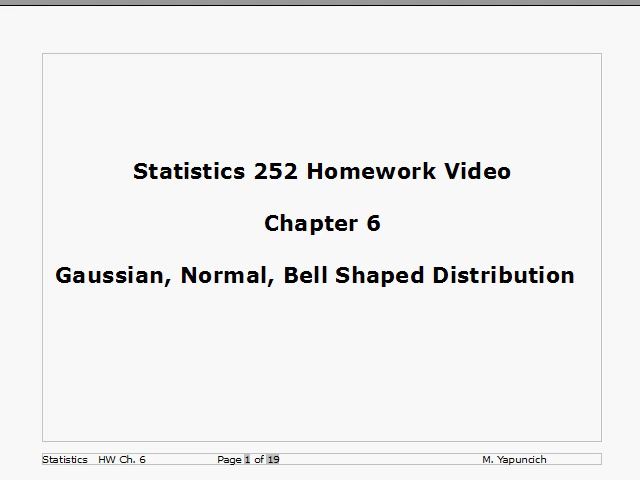 Statistics 252 Homework Video
Chapter 6
Gaussian, Normal, Bell Shaped Distribution
Statistics HW Ch. 6 Page 1 of 19 M. Yapuncich